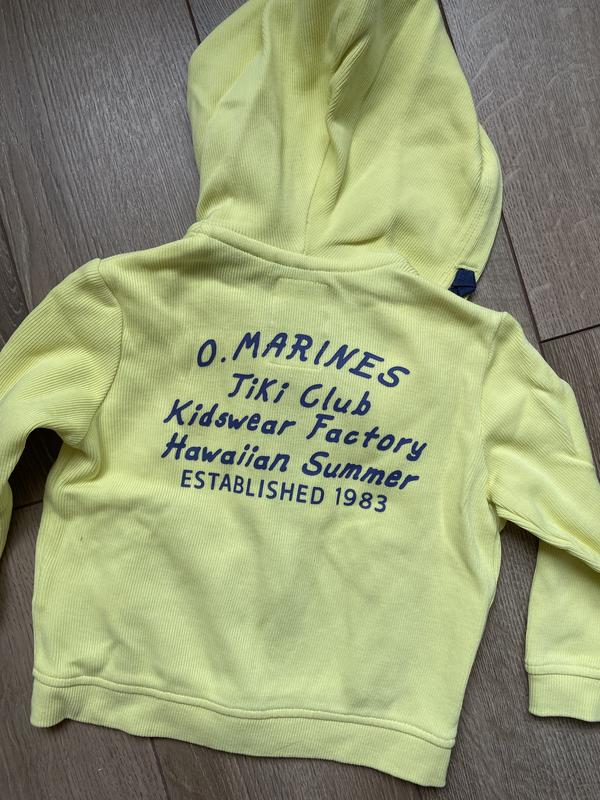 O.MARINES
Tiki Club
Kidswear Factory
Hawaiian Summer
ESTABLISHED 1983